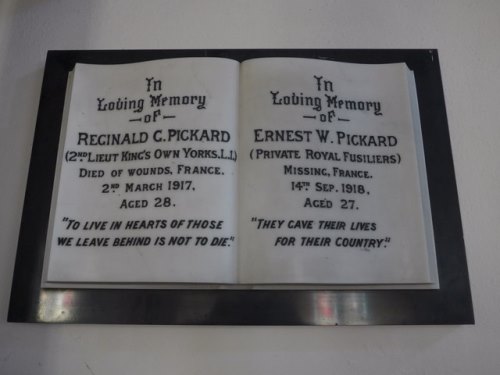 In
Loving Memory
of
REGINALD C. PICKARD
(2ND LIEUT KING'S OWN YORKS. L.I.)
DIED OF WOUNDS, FRANCE.
2ND MARCH 1917,
AGED 28.
"TO LIVE IN HEARTS OF THOSE
WE LEAVE BEHIND IS NOT TO DIE."
In
Loving Memory
of
ERNEST W. PICKARD
(PRIVATE ROYAL FUSILIERS)
MISSING, FRANCE.
14TH SEP. 1918,
AGED 27.
"THEY GAVE THEIR LIVES
FOR THEIR COUNTRY."